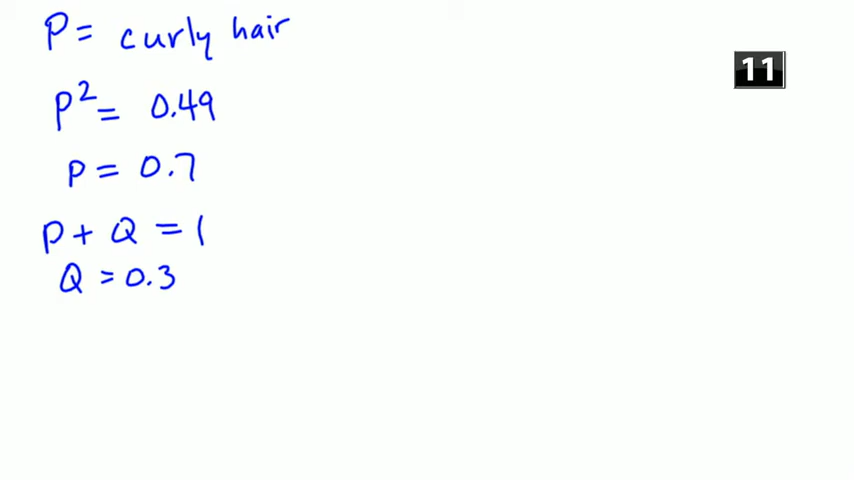 P = curly hair
11
P² = 0.49
P = 0.7
P + Q = 1
Q = 0.3